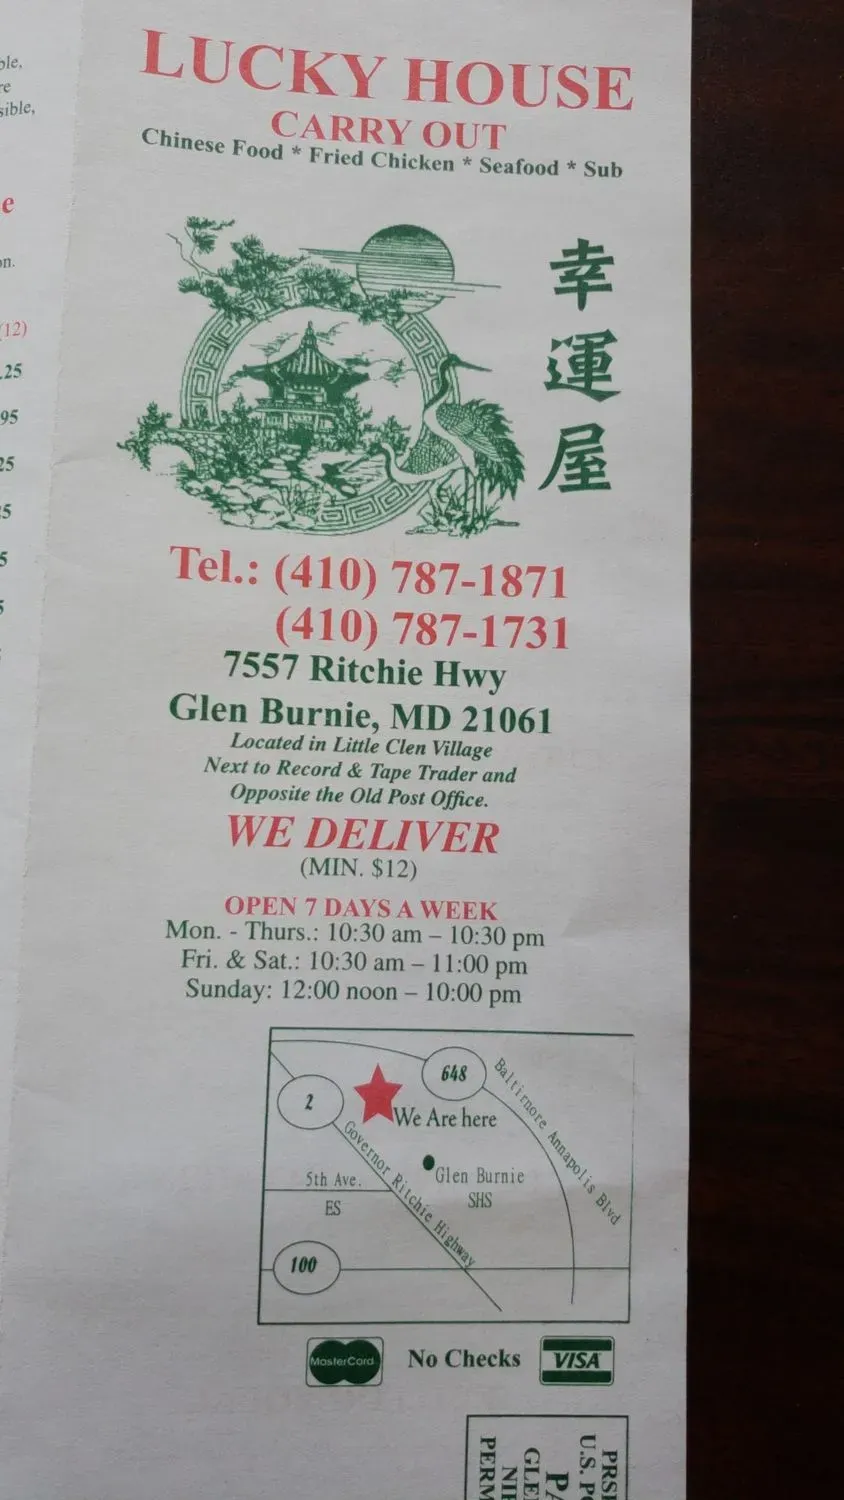 LUCKY HOUSE
CARRY OUT
Chinese Food * Fried Chicken * Seafood * Sub
幸
運
屋
Tel.: (410) 787-1871
(410) 787-1731
7557 Ritchie Hwy
Glen Burnie, MD 21061
Located in Little Clen Village
Next to Record & Tape Trader and
Opposite the Old Post Office.
WE DELIVER
(MIN. $12)
OPEN 7 DAYS A WEEK
Mon. - Thurs.: 10:30 am – 10:30 pm
Fri. & Sat.: 10:30 am – 11:00 pm
Sunday: 12:00 noon – 10:00 pm
648
2
We Are here
Baltimore Annapolis Blvd
Governor Ritchie Highway
Glen Burnie
SHS
5th Ave.
ES
100
MasterCard
No Checks
VISA
(12)
.25
95
25